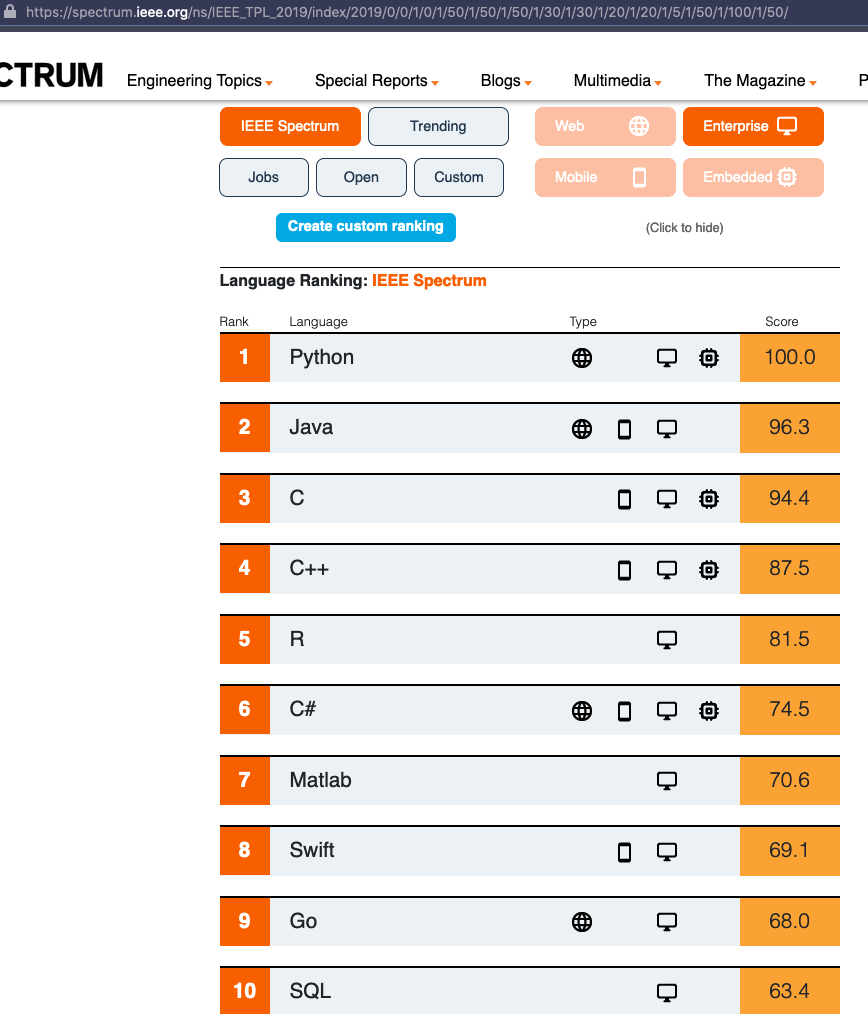 https://spectrum.ieee.org/ns/IEEE_TPL_2019/index/2019/0/0/1/0/1/50/1/50/1/50/1/30/1/30/1/20/1/20/1/5/1/50/1/100/1/50/
CTRUM Engineering Topics Special Reports Blogs Multimedia The Magazine P
IEEE Spectrum Trending Web Enterprise
Jobs Open Custom Mobile Embedded
Create custom ranking (Click to hide)
Language Ranking: IEEE Spectrum
Rank Language Type Score
1 Python 100.0
2 Java 96.3
3 C 94.4
4 C++ 87.5
5 R 81.5
6 C# 74.5
7 Matlab 70.6
8 Swift 69.1
9 Go 68.0
10 SQL 63.4